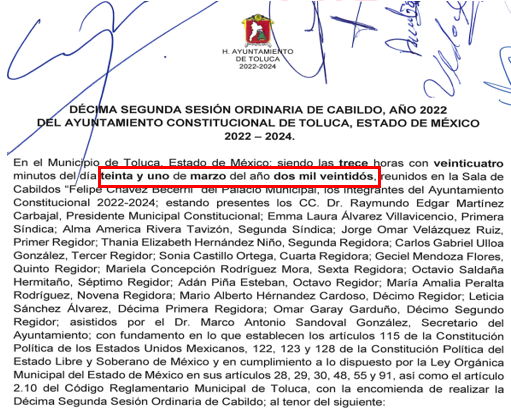 H. AYUNTAMIENTO
DE TOLUCA
2022-2024
DÉCIMA SEGUNDA SESIÓN ORDINARIA DE CABILDO, AÑO 2022
DEL AYUNTAMIENTO CONSTITUCIONAL DE TOLUCA, ESTADO DE MÉXICO
2022 – 2024.
En el Municipio de Toluca, Estado de México; siendo las trece horas con veinticuatro
minutos del día teinta y uno de marzo del año dos mil veintidós, reunidos en la Sala de
Cabildos "Felipe Chávez Becerril" del Palacio Municipal, los integrantes del Ayuntamiento
Constitucional 2022-2024; estando presentes los CC. Dr. Raymundo Edgar Martínez
Carbajal, Presidente Municipal Constitucional; Emma Laura Álvarez Villavicencio, Primera
Síndica; Alma America Rivera Tavizón, Segunda Síndica; Jorge Omar Velázquez Ruiz,
Primer Regidor; Thania Elizabeth Hernández Niño, Segunda Regidora; Carlos Gabriel Ulloa
González, Tercer Regidor; Sonia Castillo Ortega, Cuarta Regidora; Geciel Mendoza Flores,
Quinto Regidor; Mariela Concepción Rodríguez Mora, Sexta Regidora; Octavio Saldaña
Hermitaño, Séptimo Regidor; Adán Piña Esteban, Octavo Regidor; María Amalia Peralta
Rodríguez, Novena Regidora; Mario Alberto Hérnandez Cardoso, Décimo Regidor; Leticia
Sánchez Álvarez, Décima Primera Regidora; Omar Garay Garduño, Décimo Segundo
Regidor; asistidos por el Dr. Marco Antonio Sandoval González, Secretario del
Ayuntamiento; con fundamento en lo que establecen los artículos 115 de la Constitución
Política de los Estados Unidos Mexicanos, 122, 123 y 128 de la Constitución Política del
Estado Libre y Soberano de México y en cumplimiento a lo dispuesto por la Ley Orgánica
Municipal del Estado de México en sus artículos 28, 29, 30, 48, 55 y 91, así como el artículo
2.10 del Código Reglamentario Municipal de Toluca, con la encomienda de realizar la
Décima Segunda Sesión Ordinaria de Cabildo; al tenor del siguiente: